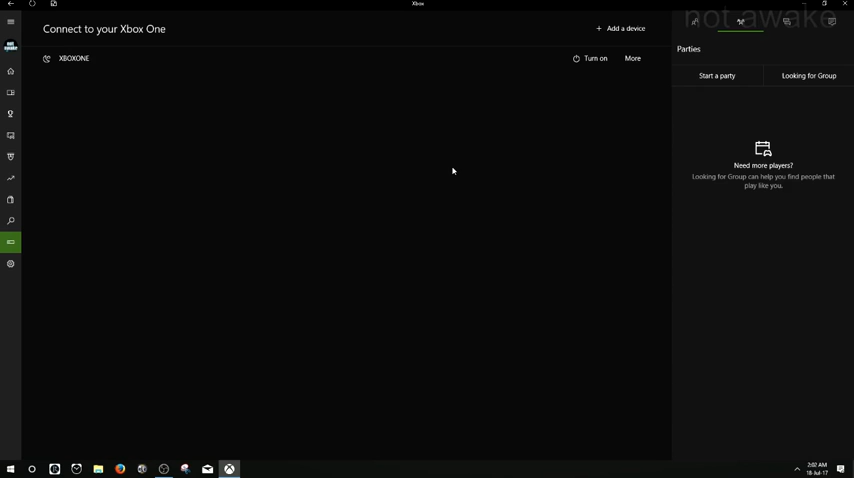 Xbox
not awake
Connect to your Xbox One
+ Add a device
not awake
Parties
XBOXONE
Turn on
More
Start a party
Looking for Group
Need more players?
Looking for Group can help you find people that
play like you.
2:02 AM
18-Jul-17